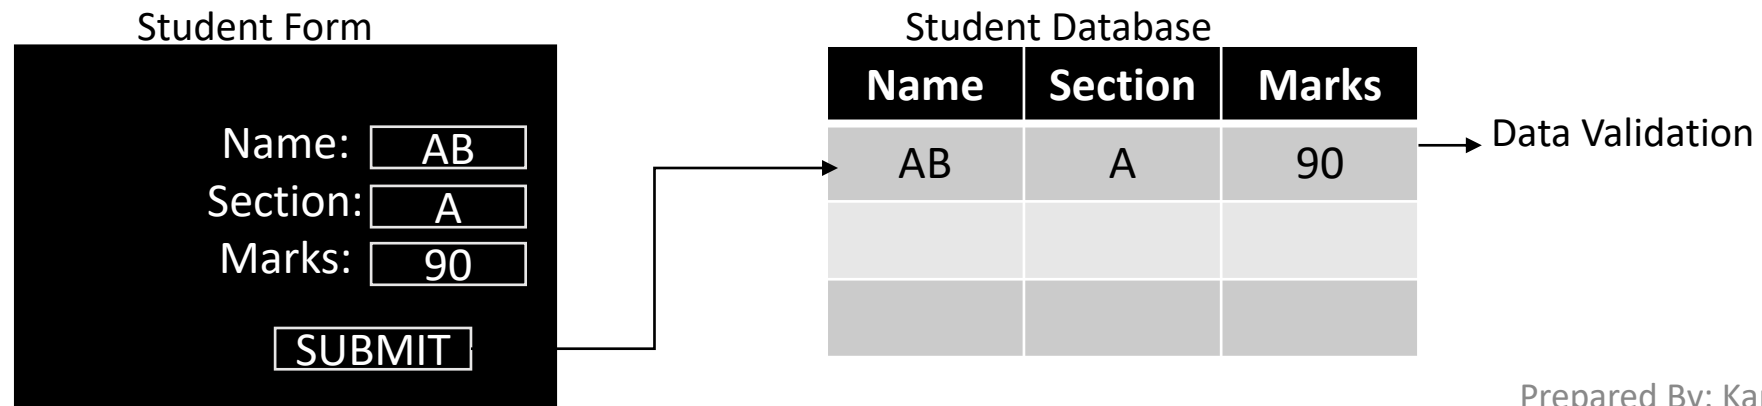 Student Form
Name: AB
Section: A
Marks: 90
SUBMIT
Student Database
Name Section Marks
AB A 90
Data Validation
Prepared By: